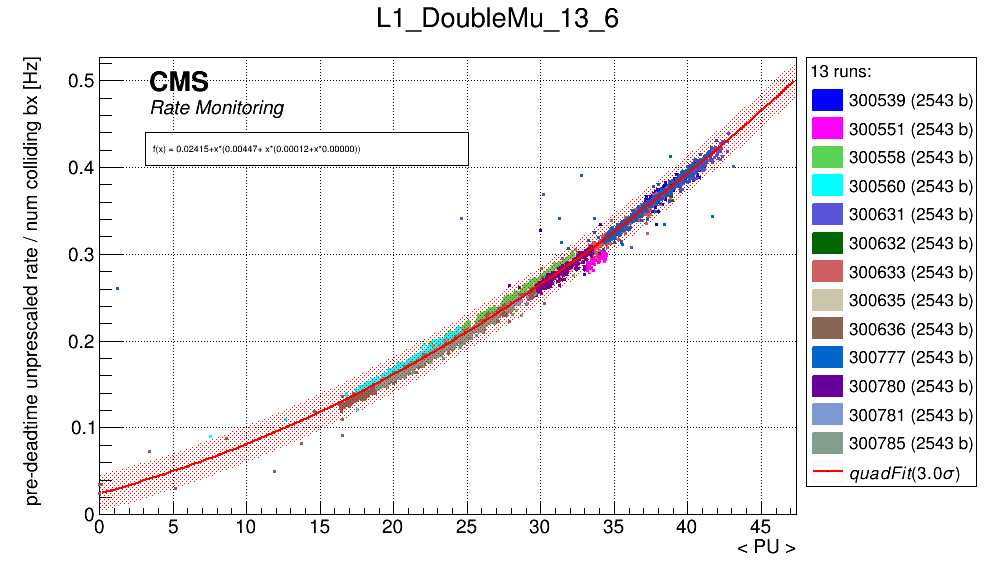 L1_DoubleMu_13_6
pre-deadtime unprescaled rate / num colliding bx [Hz]
CMS
Rate Monitoring
f(x) = 0.02415+x*(0.00447+ x*(0.00012+x*0.00000))
0.5
0.4
0.3
0.2
0.1
0
0 5 10 15 20 25 30 35 40 45
< PU >
13 runs:
300539 (2543 b)
300551 (2543 b)
300558 (2543 b)
300560 (2543 b)
300631 (2543 b)
300632 (2543 b)
300633 (2543 b)
300635 (2543 b)
300636 (2543 b)
300777 (2543 b)
300780 (2543 b)
300781 (2543 b)
300785 (2543 b)
quadFit(3.0σ)